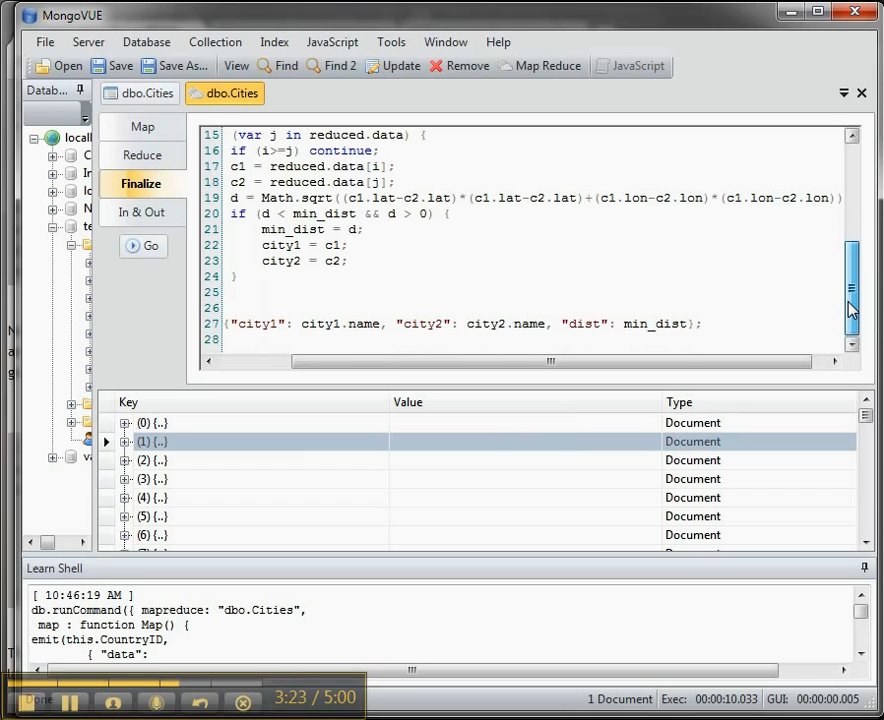 MongoVUE
File Server Database Collection Index JavaScript Tools Window Help
Open Save Save As... View Find Find 2 Update Remove Map Reduce JavaScript
Datab...
dbo.Cities dbo.Cities
locall
C
In
lo
N
te
va
Map
Reduce
Finalize
In & Out
Go
15 (var j in reduced.data) {
16 if (i>=j) continue;
17 c1 = reduced.data[i];
18 c2 = reduced.data[j];
19 d = Math.sqrt((c1.lat-c2.lat)*(c1.lat-c2.lat)+(c1.lon-c2.lon)*(c1.lon-c2.lon))
20 if (d < min_dist && d > 0) {
21 min_dist = d;
22 city1 = c1;
23 city2 = c2;
24 }
25
26
27 {"city1": city1.name, "city2": city2.name, "dist": min_dist};
28
Key Value Type
(0) {..} Document
(1) {..} Document
(2) {..} Document
(3) {..} Document
(4) {..} Document
(5) {..} Document
(6) {..} Document
Learn Shell
[ 10:46:19 AM ]
db.runCommand({ mapreduce: "dbo.Cities",
map : function Map() {
emit(this.CountryID,
{ "data":
Done
3:23 / 5:00
1 Document Exec: 00:00:10.033 GUI: 00:00:00.005